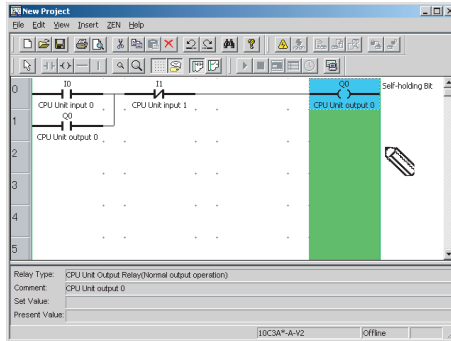 New Project
File Edit View Insert ZEN Help
0 I0 I1 Q0 Self-holding Bit
CPU Unit input 0 CPU Unit input 1 CPU Unit output 0
1 Q0
CPU Unit output 0
2
3
4
5
Relay Type: CPU Unit Output Relay(Normal output operation)
Comment: CPU Unit output 0
Set Value:
Present Value:
10C3A*-A-V2 Offline